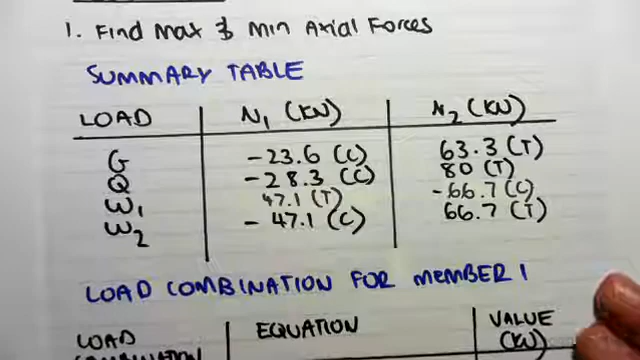 1. Find Max & Min Axial Forces
SUMMARY TABLE
LOAD N₁ (KN) N₂ (KN)
G -23.6 (C) 63.3 (T)
Q -28.3 (C) 80 (T)
W₁ 47.1 (T) -66.7 (C)
W₂ -47.1 (C) 66.7 (T)
LOAD COMBINATION FOR MEMBER 1
LOAD EQUATION VALUE
(KN)